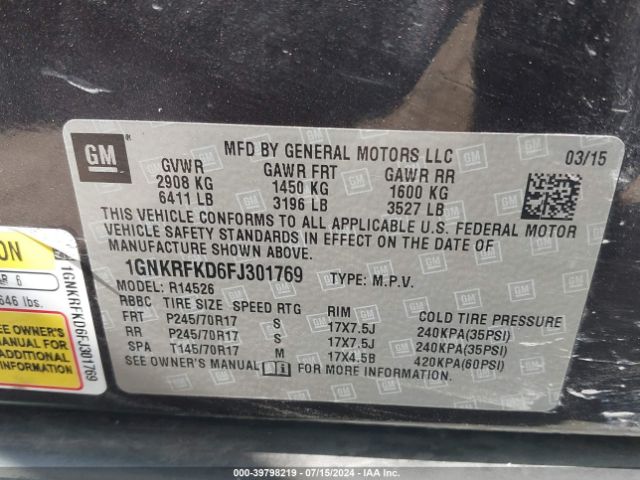 GM
MFD BY GENERAL MOTORS LLC
03/15
GVWR GAWR FRT GAWR RR
2908 KG 1450 KG 1600 KG
6411 LB 3196 LB 3527 LB
THIS VEHICLE CONFORMS TO ALL APPLICABLE U.S. FEDERAL MOTOR
VEHICLE SAFETY STANDARDS IN EFFECT ON THE DATE OF
MANUFACTURE SHOWN ABOVE.
1GNKRFKD6FJ301769 TYPE: M.P.V.
MODEL: R14526
RBBC TIRE SIZE SPEED RTG RIM COLD TIRE PRESSURE
FRT P245/70R17 S 17X7.5J 240KPA(35PSI)
RR P245/70R17 S 17X7.5J 240KPA(35PSI)
SPA T145/70R17 M 17X4.5B 420KPA(60PSI)
SEE OWNER'S MANUAL FOR MORE INFORMATION.
ON
6
646 lbs.
SEE OWNER'S
MANUAL FOR
ADDITIONAL
1GNKRFKD6FJ301769
000-39798219 - 07/15/2024 - IAA Inc.